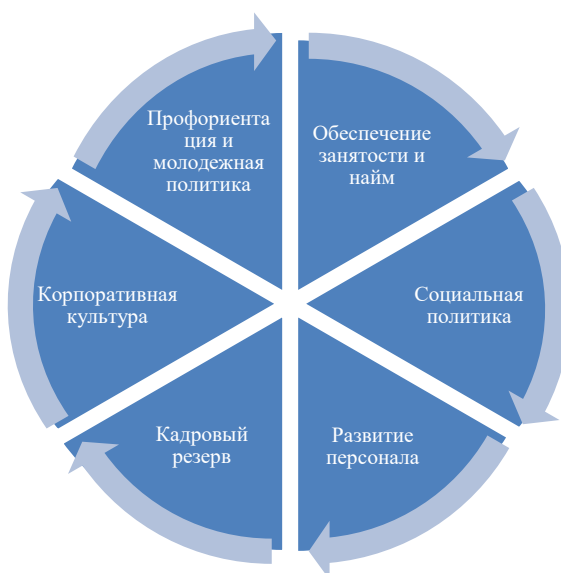 Профориента
ция и
молодежная
политика
Обеспечение
занятости и
найм
Корпоративная
культура
Социальная
политика
Кадровый
резерв
Развитие
персонала